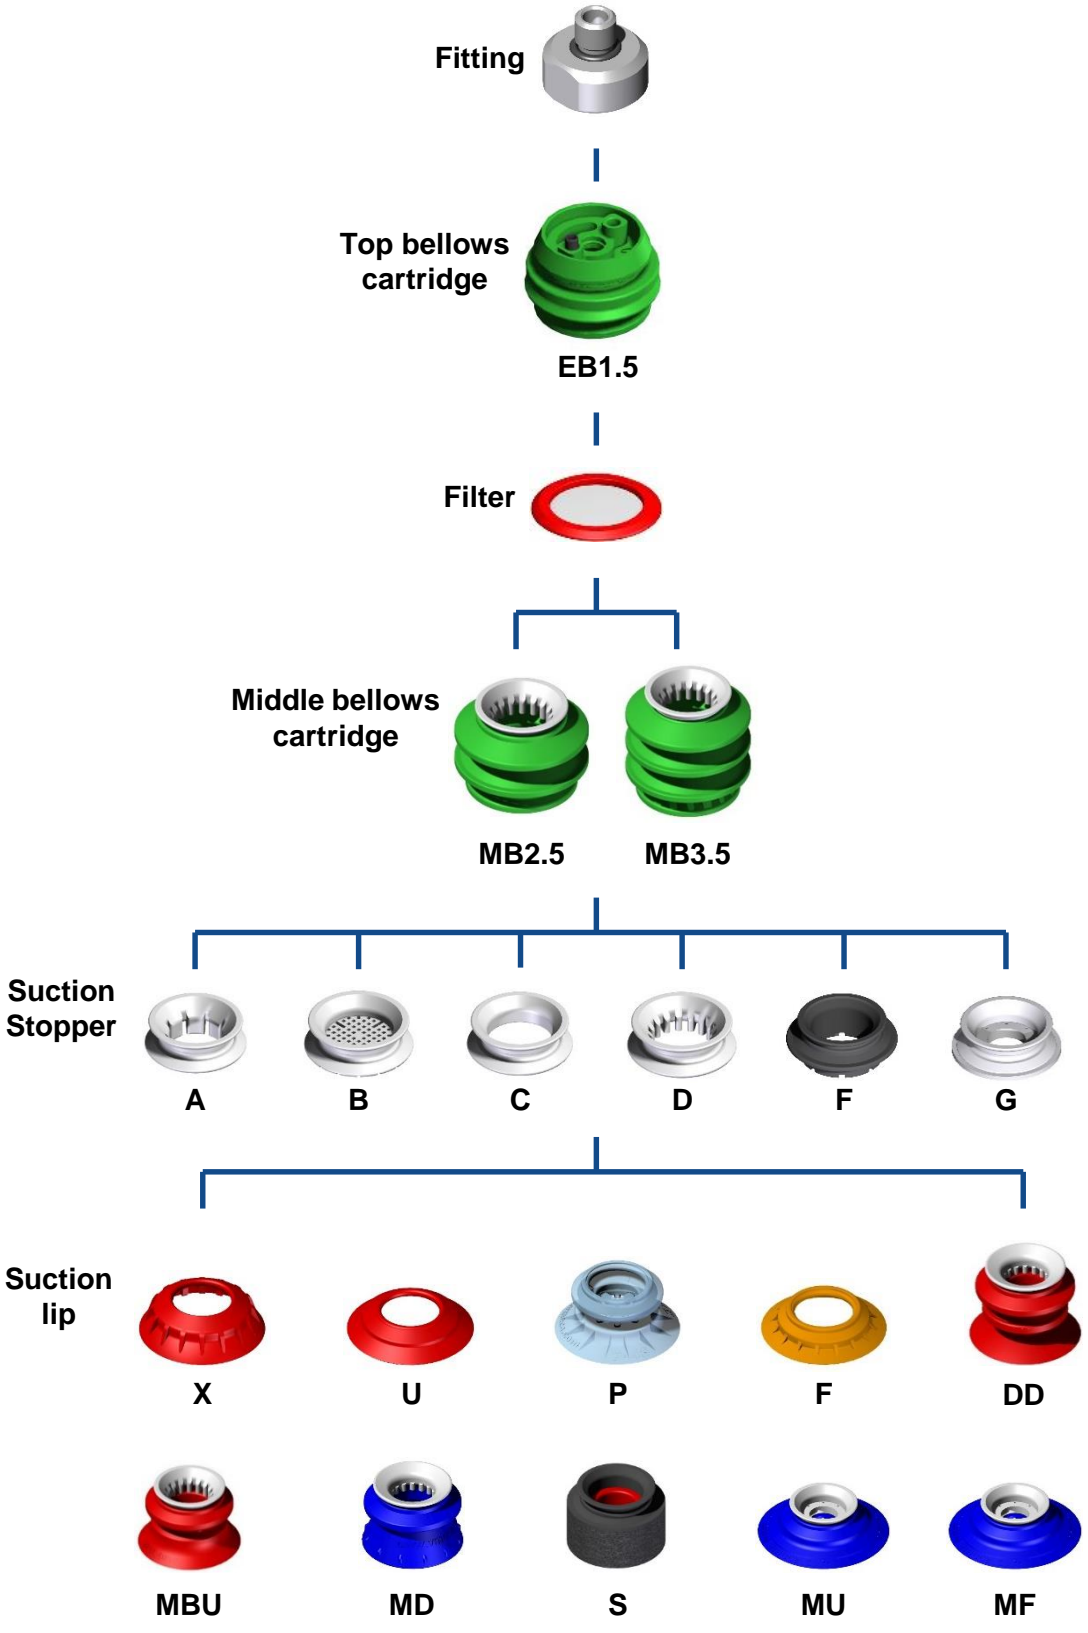 Fitting
Top bellows
cartridge
EB1.5
Filter
Middle bellows
cartridge
MB2.5 MB3.5
Suction
Stopper
A B C D F G
Suction
lip
X U P F DD
MBU MD S MU MF